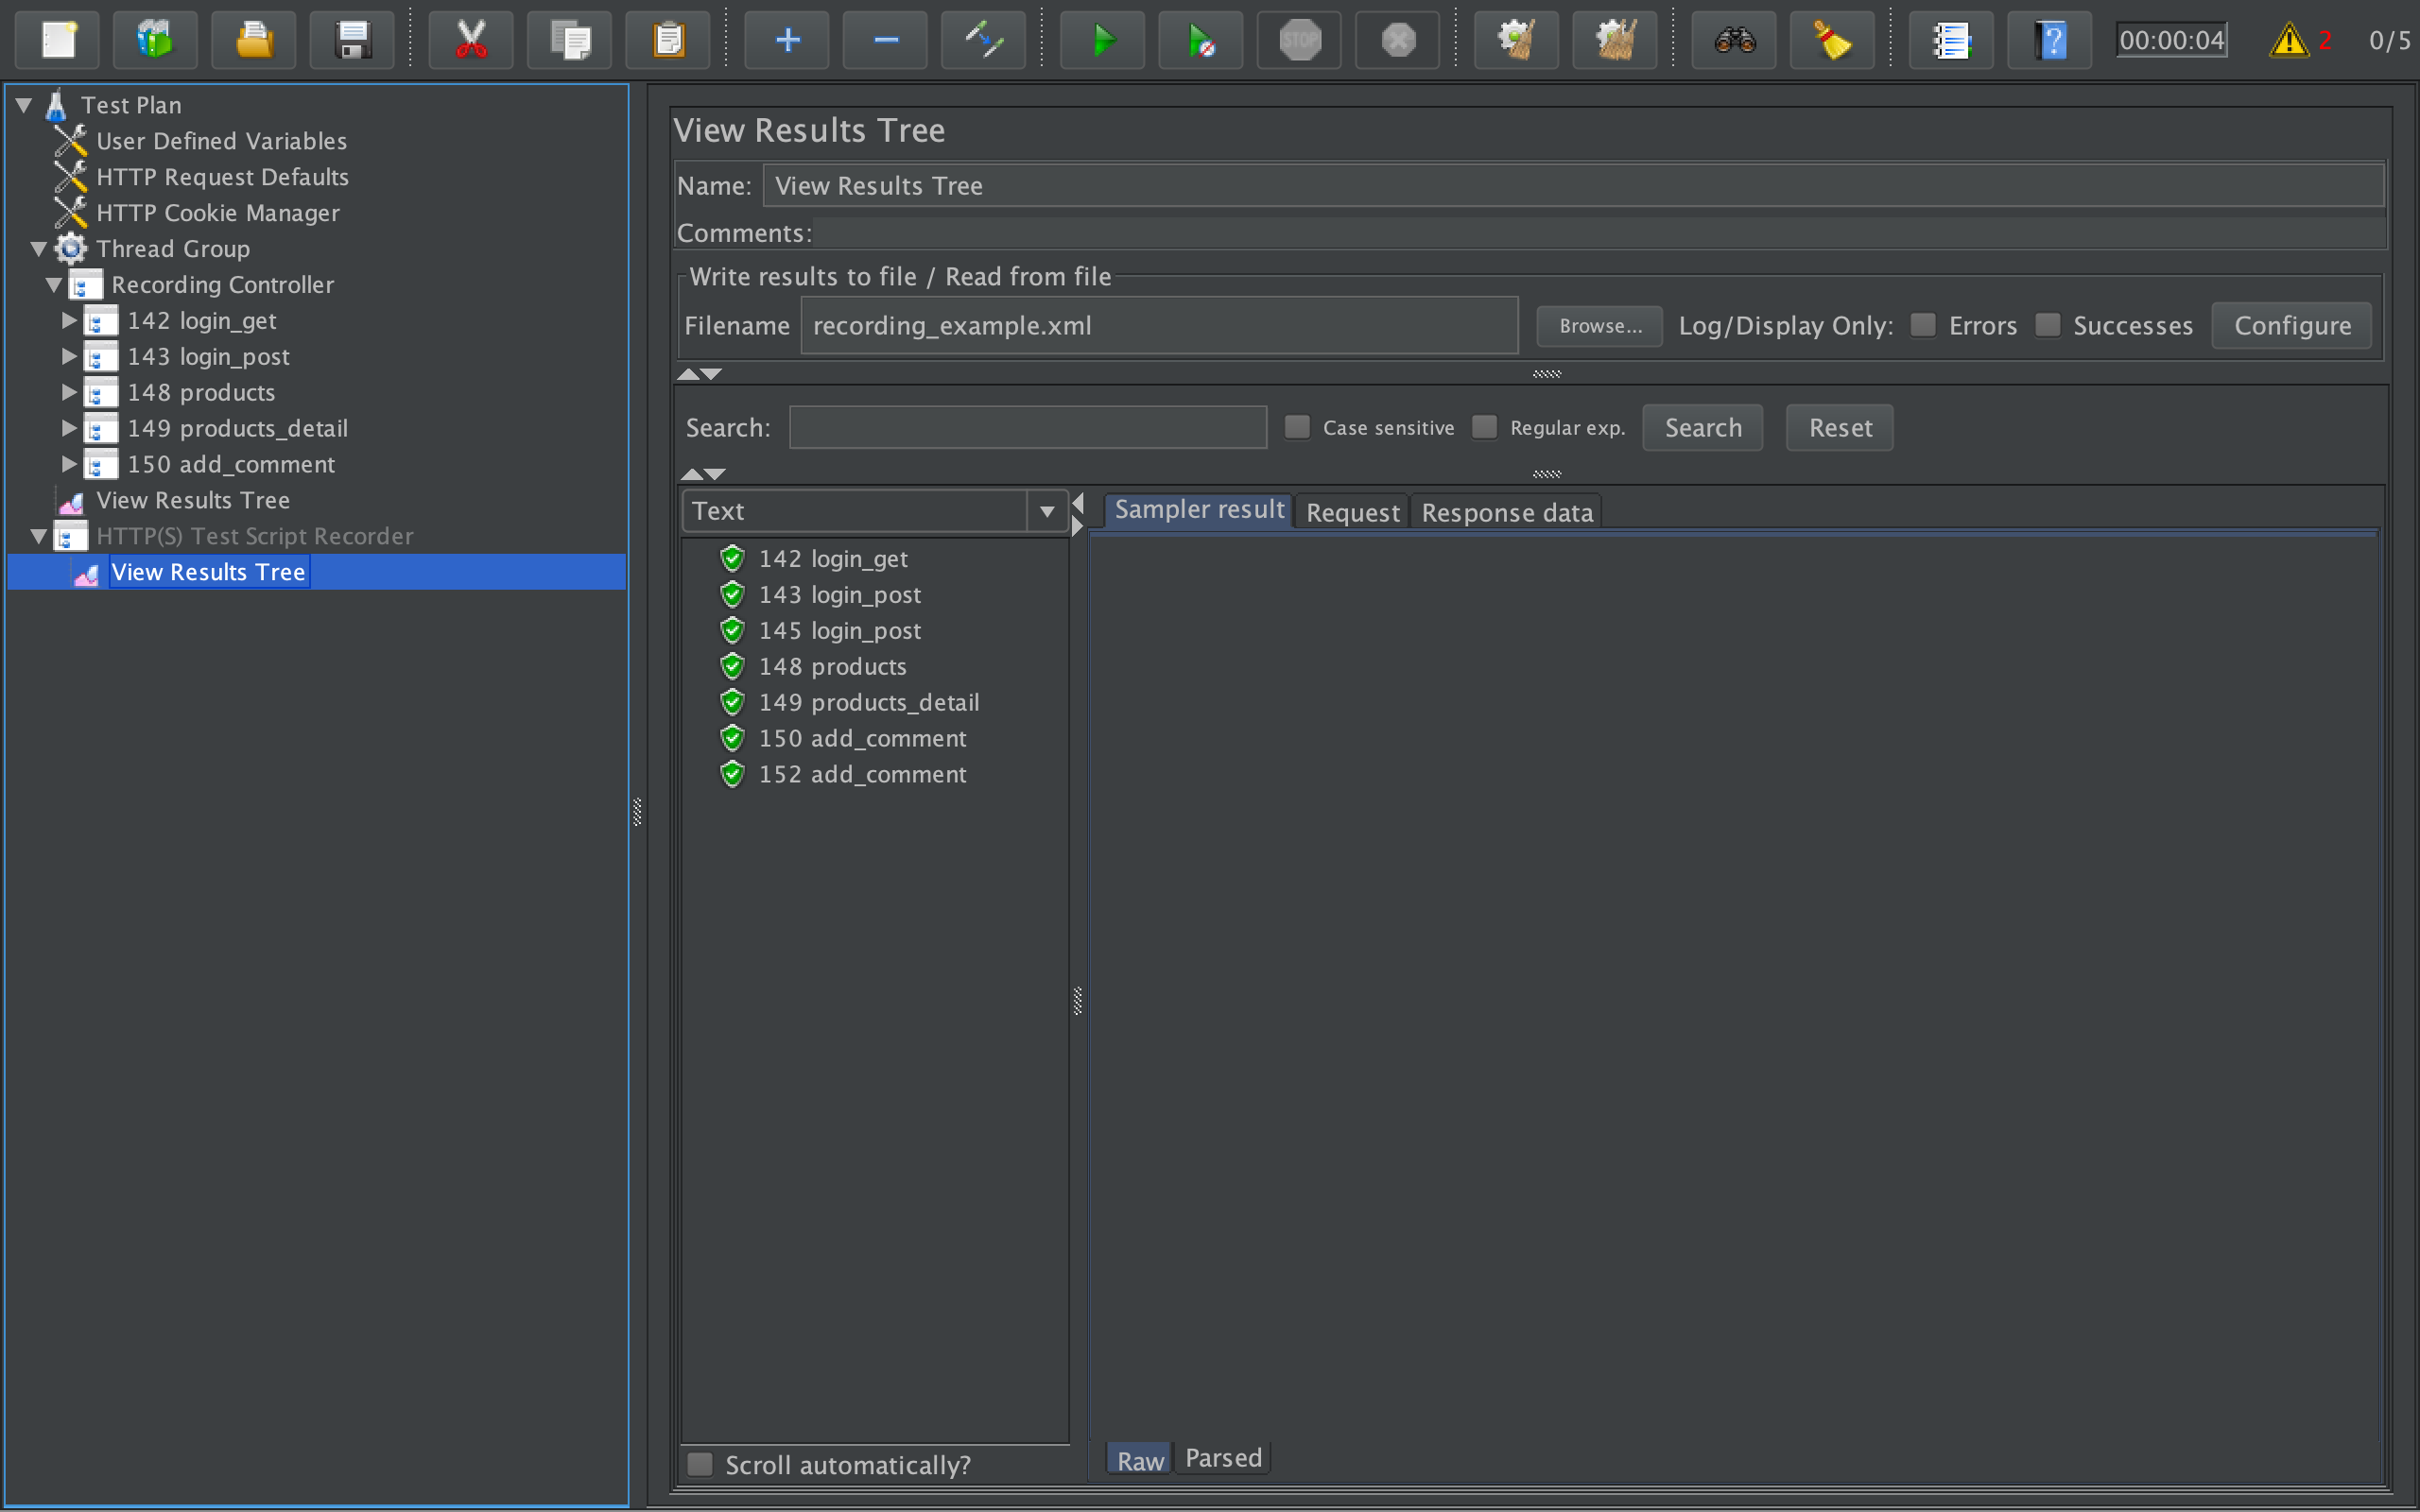 STOP
00:00:04
2
0/5
Test Plan
User Defined Variables
HTTP Request Defaults
HTTP Cookie Manager
Thread Group
Recording Controller
142 login_get
143 login_post
148 products
149 products_detail
150 add_comment
View Results Tree
HTTP(S) Test Script Recorder
View Results Tree
View Results Tree
Name: View Results Tree
Comments:
Write results to file / Read from file
Filename recording_example.xml Browse... Log/Display Only: Errors Successes Configure
Search: Case sensitive Regular exp. Search Reset
Text
142 login_get
143 login_post
145 login_post
148 products
149 products_detail
150 add_comment
152 add_comment
Scroll automatically?
Sampler result Request Response data
Raw Parsed